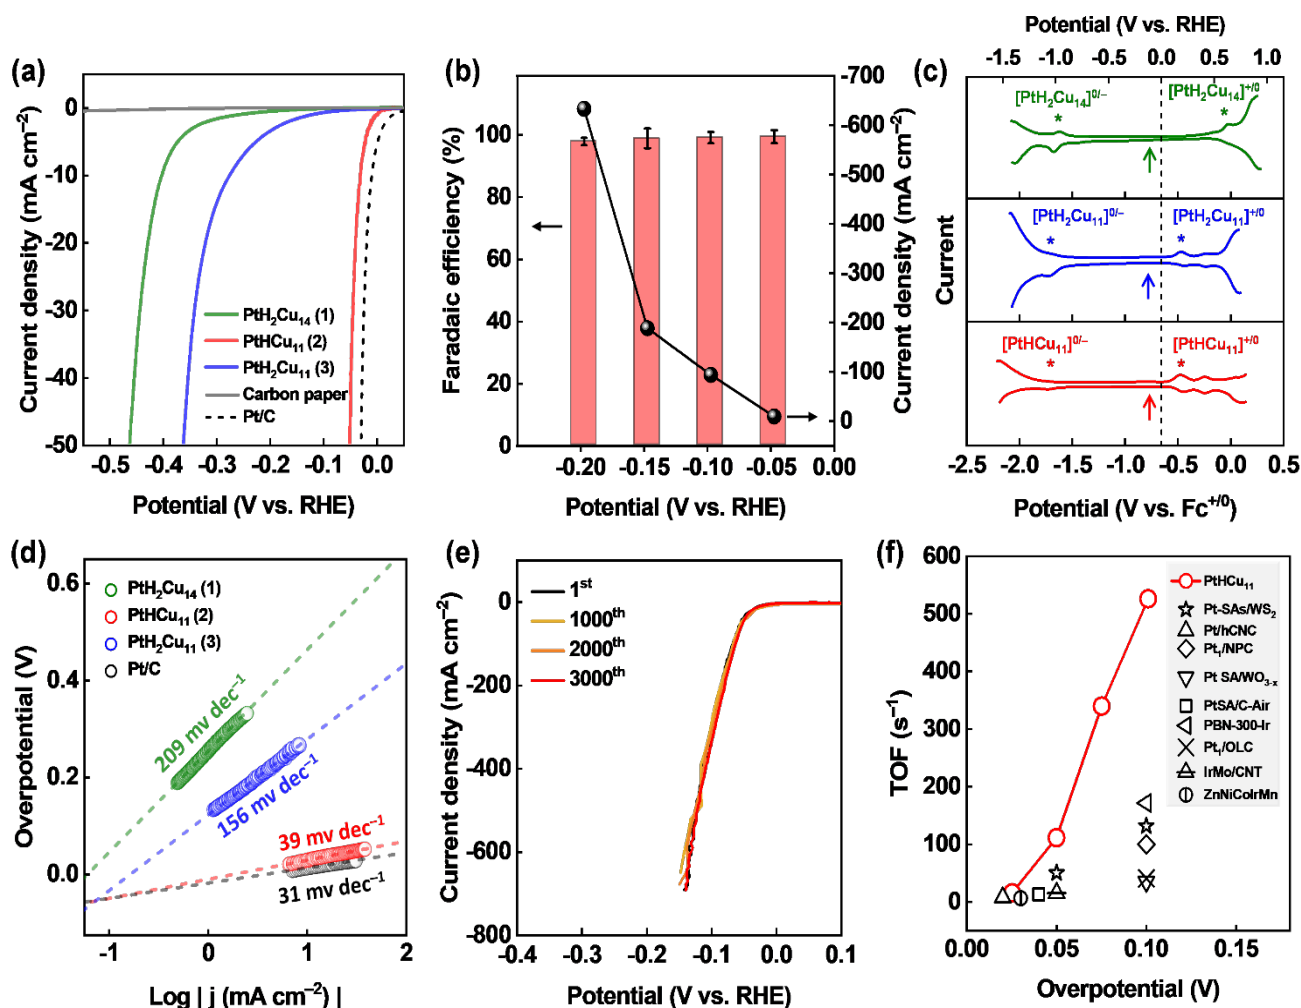 (a)
Current density (mA cm⁻²)
0
-10
-20
-30
-40
-50
PtH₂Cu₁₄ (1)
PtHCu₁₁ (2)
PtH₂Cu₁₁ (3)
Carbon paper
Pt/C
-0.5 -0.4 -0.3 -0.2 -0.1 0.0
Potential (V vs. RHE)
(b)
Faradaic efficiency (%)
100
80
60
40
20
0
-700
-600
-500
-400
-300
-200
-100
0
Current density (mA cm⁻²)
-0.20 -0.15 -0.10 -0.05 0.00
Potential (V vs. RHE)
(c)
Potential (V vs. RHE)
-1.5 -1.0 -0.5 0.0 0.5 1.0
Current
[PtH₂Cu₁₄]⁰/⁻ [PtH₂Cu₁₄]⁺/⁰
* *
[PtH₂Cu₁₁]⁰/⁻ [PtH₂Cu₁₁]⁺/⁰
* *
[PtHCu₁₁]⁰/⁻ [PtHCu₁₁]⁺/⁰
* *
-2.5 -2.0 -1.5 -1.0 -0.5 0.0 0.5
Potential (V vs. Fc⁺/⁰)
(d)
Overpotential (V)
0.6
0.4
0.2
0.0
PtH₂Cu₁₄ (1)
PtHCu₁₁ (2)
PtH₂Cu₁₁ (3)
Pt/C
209 mv dec⁻¹
156 mv dec⁻¹
39 mv dec⁻¹
31 mv dec⁻¹
-1 0 1 2
Log | j (mA cm⁻²) |
(e)
Current density (mA cm⁻²)
0
-200
-400
-600
-800
1ˢᵗ
1000ᵗʰ
2000ᵗʰ
3000ᵗʰ
-0.4 -0.3 -0.2 -0.1 0.0 0.1
Potential (V vs. RHE)
(f)
TOF (s⁻¹)
600
500
400
300
200
100
0
PtHCu₁₁
Pt-SAs/WS₂
Pt/hCNC
Pt₁/NPC
Pt SA/WO₃₋ₓ
PtSA/C-Air
PBN-300-Ir
Pt₁/OLC
IrMo/CNT
ZnNiCoIrMn
0.00 0.05 0.10 0.15
Overpotential (V)